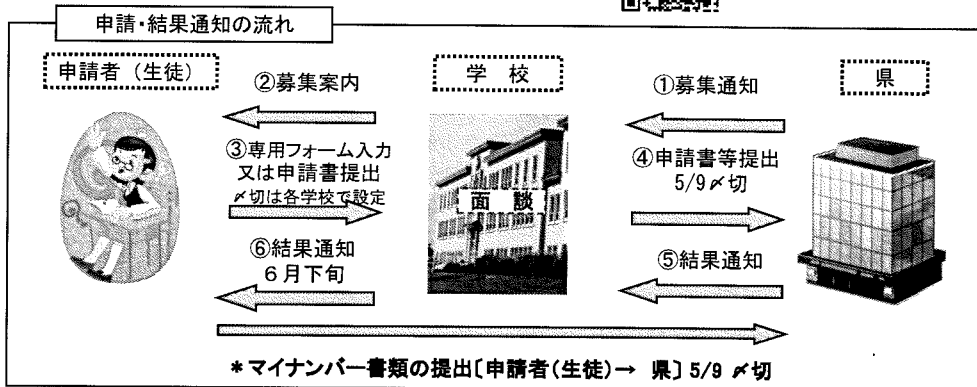 申請・結果通知の流れ
申請者（生徒）
学　校
県
②募集案内
①募集通知
③専用フォーム入力
又は申請書提出
〆切は各学校で設定
④申請書等提出
5/9〆切
面　談
⑥結果通知
６月下旬
⑤結果通知
＊マイナンバー書類の提出〔申請者（生徒）→　県〕5/9 〆切